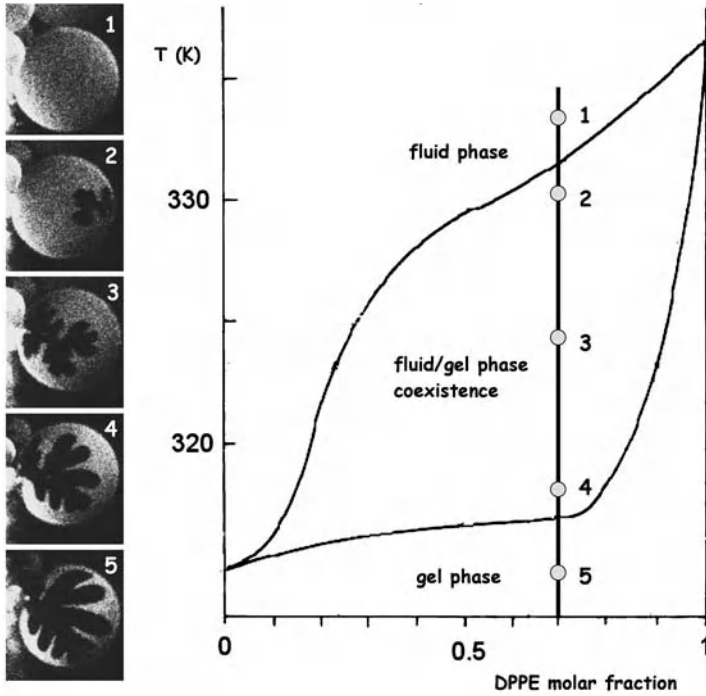 1
2
3
4
5
T (K)
330
320
fluid phase
fluid/gel phase
coexistence
gel phase
1
2
3
4
5
0
0.5
1
DPPE molar fraction